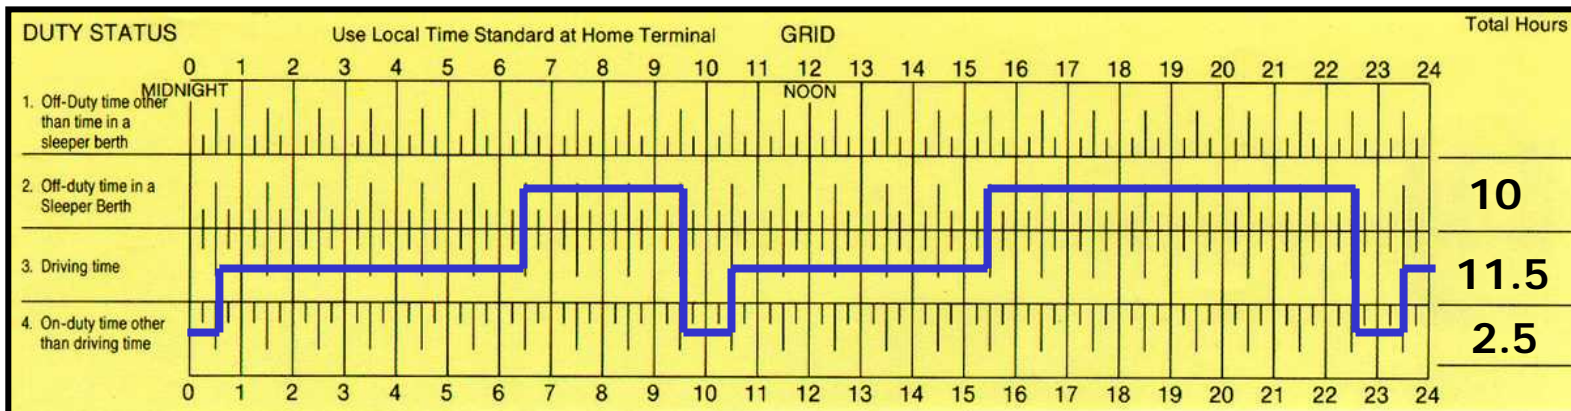 DUTY STATUS Use Local Time Standard at Home Terminal GRID Total Hours
0 1 2 3 4 5 6 7 8 9 10 11 12 13 14 15 16 17 18 19 20 21 22 23 24
MIDNIGHT NOON
1. Off-Duty time other
than time in a
sleeper berth
2. Off-duty time in a
Sleeper Berth
10
3. Driving time
11.5
4. On-duty time other
than driving time
2.5
0 1 2 3 4 5 6 7 8 9 10 11 12 13 14 15 16 17 18 19 20 21 22 23 24